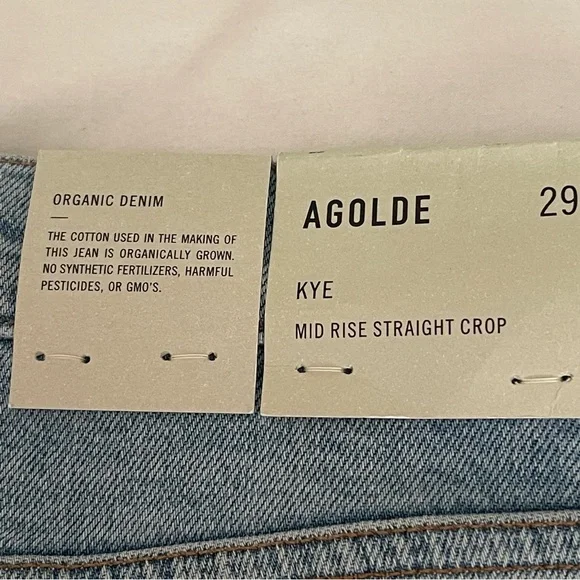 ORGANIC DENIM
THE COTTON USED IN THE MAKING OF
THIS JEAN IS ORGANICALLY GROWN.
NO SYNTHETIC FERTILIZERS, HARMFUL
PESTICIDES, OR GMO'S.
AGOLDE 29
KYE
MID RISE STRAIGHT CROP